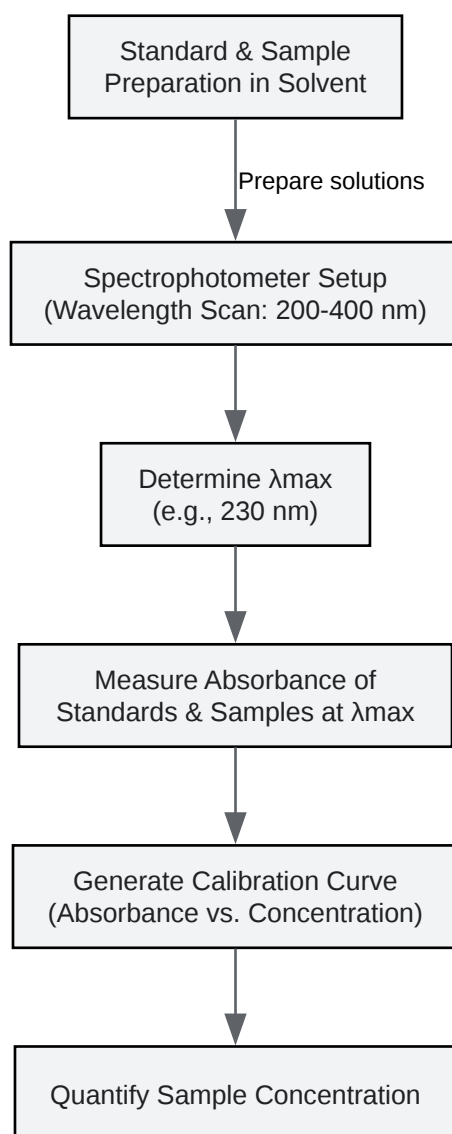 Standard & Sample
Preparation in Solvent
Prepare solutions
Spectrophotometer Setup
(Wavelength Scan: 200-400 nm)
Determine λmax
(e.g., 230 nm)
Measure Absorbance of
Standards & Samples at λmax
Generate Calibration Curve
(Absorbance vs. Concentration)
Quantify Sample Concentration